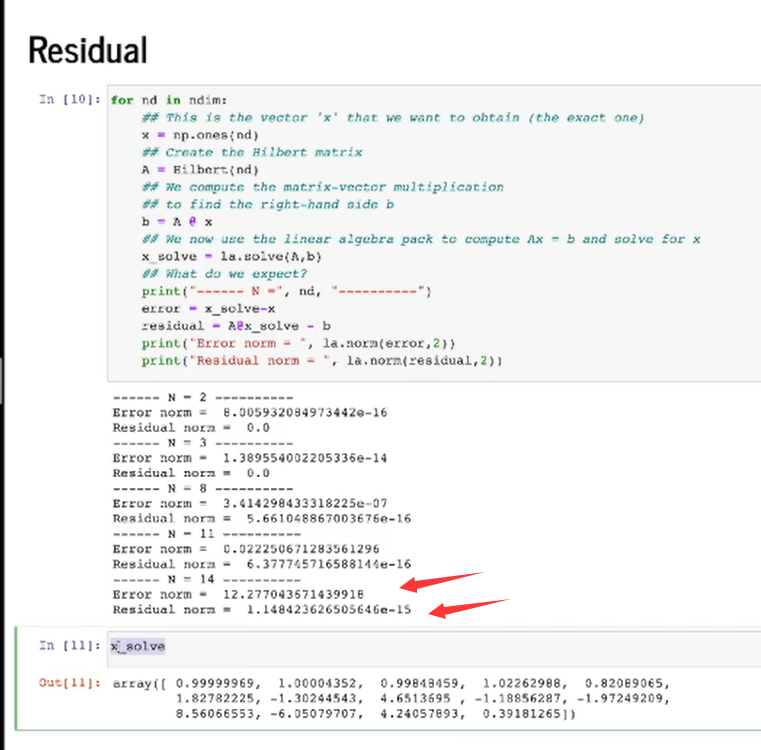 Residual
In [10]: for nd in ndim:
## This is the vector 'x' that we want to obtain (the exact one)
x = np.ones(nd)
## Create the Hilbert matrix
A = Hilbert(nd)
## We compute the matrix-vector multiplication
## to find the right-hand side b
b = A @ x
## We now use the linear algebra pack to compute Ax = b and solve for x
x_solve = la.solve(A,b)
## What do we expect?
print("------ N =", nd, "----------")
error = x_solve-x
residual = A@x_solve - b
print("Error norm = ", la.norm(error,2))
print("Residual norm = ", la.norm(residual,2))
------ N = 2 ----------
Error norm =  8.005932084973442e-16
Residual norm =  0.0
------ N = 3 ----------
Error norm =  1.389554002205336e-14
Residual norm =  0.0
------ N = 8 ----------
Error norm =  3.414298433318225e-07
Residual norm =  5.661048867003676e-16
------ N = 11 ----------
Error norm =  0.022250671283561296
Residual norm =  6.377745716588144e-16
------ N = 14 ----------
Error norm =  12.277043671439918
Residual norm =  1.148423626505646e-15
In [11]: x_solve
Out[11]: array([ 0.99999969,  1.00004352,  0.99848459,  1.02262988,  0.82089065,
1.82782225, -1.30244543,  4.6513695 , -1.18856287, -1.97249209,
8.56066553, -6.05079707,  4.24057893,  0.39181265])